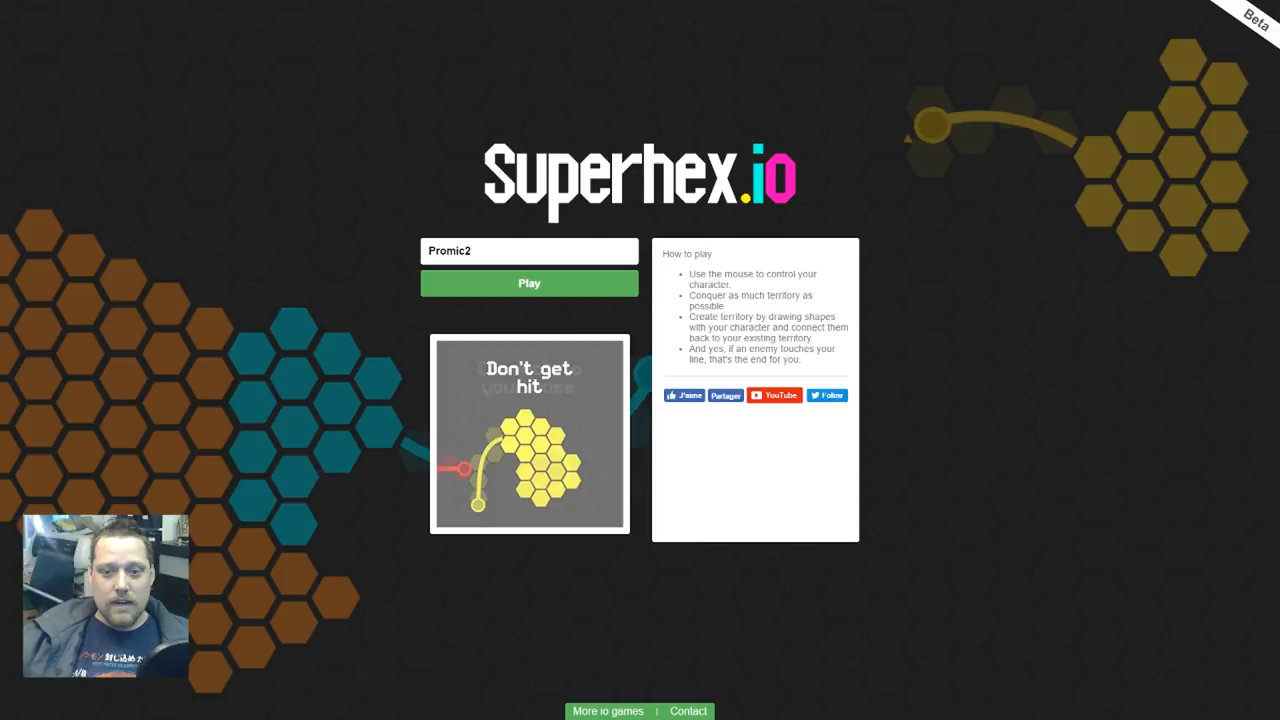 Beta
Superhex.io
Promic2
Play
How to play
Use the mouse to control your
character.
Conquer as much territory as
possible.
Create territory by drawing shapes
with your character and connect them
back to your existing territory
And yes, if an enemy touches your
line, that's the end for you.
J'aime
Partager
YouTube
Follow
Don't get
hit
More io games | Contact